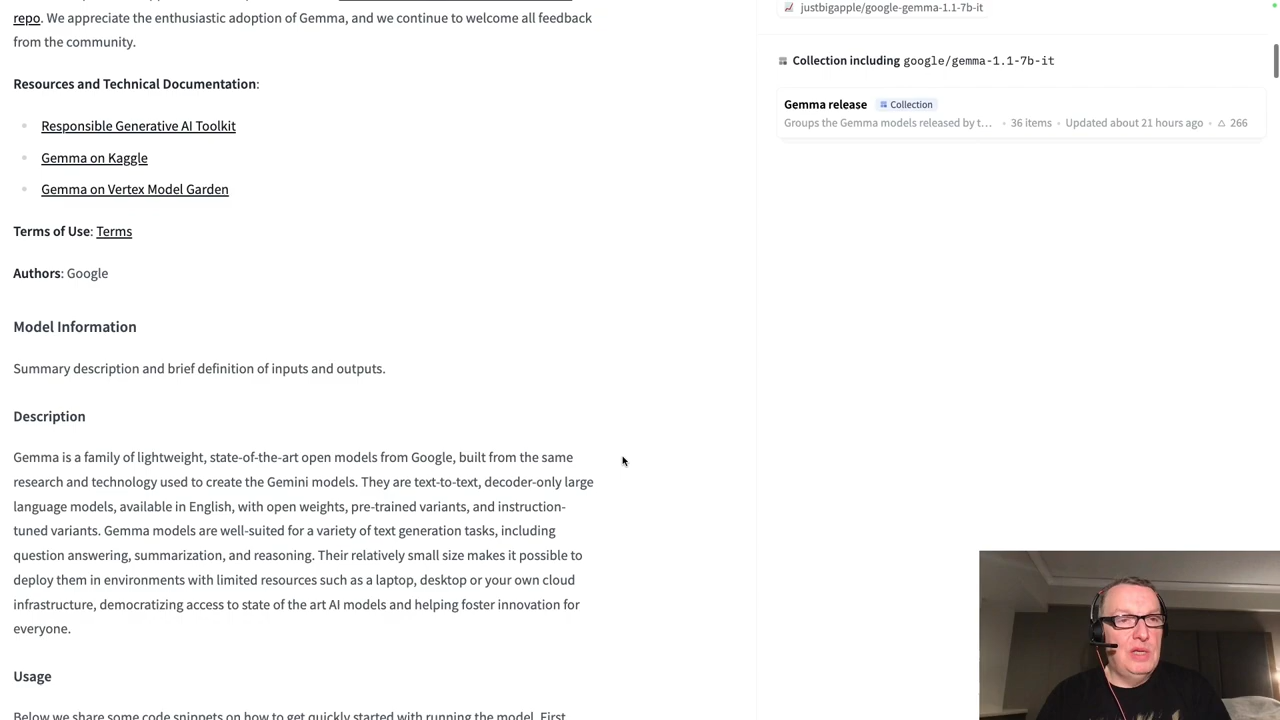 repo. We appreciate the enthusiastic adoption of Gemma, and we continue to welcome all feedback
from the community.
Resources and Technical Documentation:
Responsible Generative AI Toolkit
Gemma on Kaggle
Gemma on Vertex Model Garden
Terms of Use: Terms
Authors: Google
Model Information
Summary description and brief definition of inputs and outputs.
Description
Gemma is a family of lightweight, state-of-the-art open models from Google, built from the same
research and technology used to create the Gemini models. They are text-to-text, decoder-only large
language models, available in English, with open weights, pre-trained variants, and instruction-
tuned variants. Gemma models are well-suited for a variety of text generation tasks, including
question answering, summarization, and reasoning. Their relatively small size makes it possible to
deploy them in environments with limited resources such as a laptop, desktop or your own cloud
infrastructure, democratizing access to state of the art AI models and helping foster innovation for
everyone.
Usage
Below we share some code snippets on how to get quickly started with running the model. First
justbigapple/google-gemma-1.1-7b-it
Collection including google/gemma-1.1-7b-it
Gemma release Collection
Groups the Gemma models released by t... • 36 items • Updated about 21 hours ago • 266